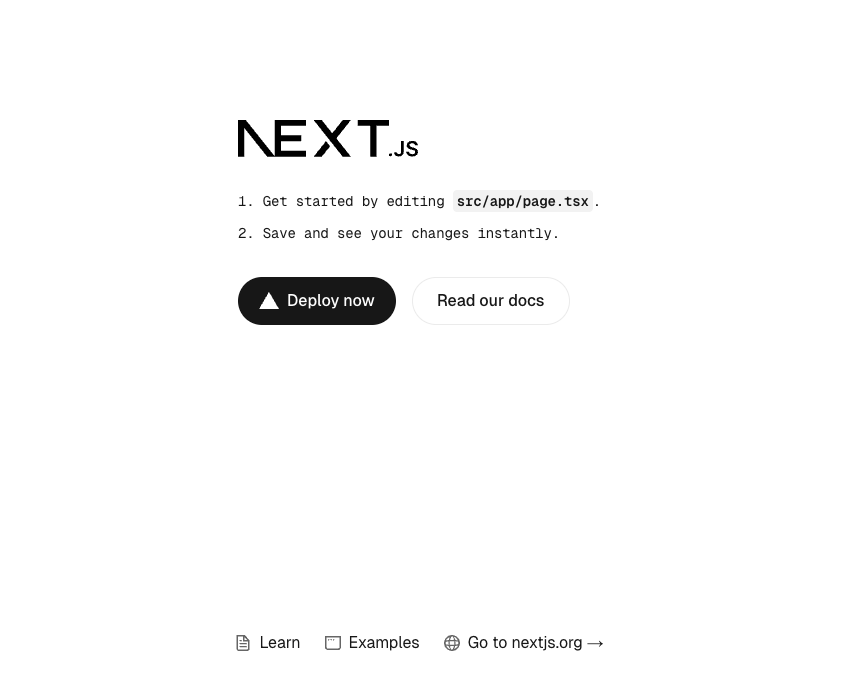 NEXT.JS
1. Get started by editing src/app/page.tsx.
2. Save and see your changes instantly.
Deploy now
Read our docs
Learn
Examples
Go to nextjs.org →